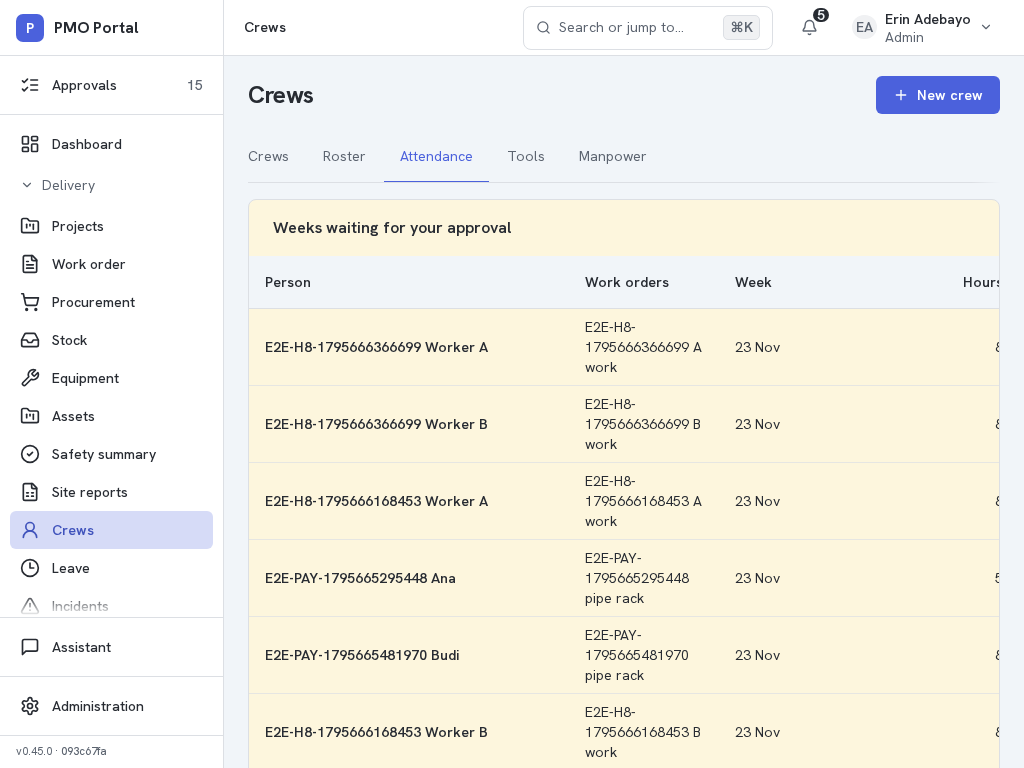 P PMO Portal
Crews
Search or jump to...
⌘K
5
EA
Erin Adebayo
Admin
Approvals 15
Dashboard
Delivery
Projects
Work order
Procurement
Stock
Equipment
Assets
Safety summary
Site reports
Crews
Leave
Incidents
Assistant
Administration
v0.45.0 · 093c67fa
Crews
New crew
Crews Roster Attendance Tools Manpower
Weeks waiting for your approval
Person Work orders Week Hours
E2E-H8-1795666366699 Worker A
E2E-H8-
1795666366699 A
work
23 Nov
E2E-H8-1795666366699 Worker B
E2E-H8-
1795666366699 B
work
23 Nov
E2E-H8-1795666168453 Worker A
E2E-H8-
1795666168453 A
work
23 Nov
E2E-PAY-1795665295448 Ana
E2E-PAY-
1795665295448
pipe rack
23 Nov
E2E-PAY-1795665481970 Budi
E2E-PAY-
1795665481970
pipe rack
23 Nov
E2E-H8-1795666168453 Worker B
E2E-H8-
1795666168453 B
work
23 Nov